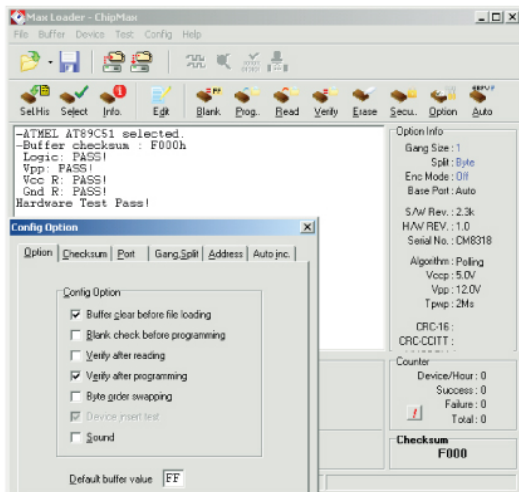 Max Loader - ChipMax
File Buffer Device Test Config Help
Sel.His Select Info. Edit Blank Prog.. Read Verify Erase Secu.. Option Auto
-ATMEL AT89C51 selected.
-Buffer checksum : F000h
Logic: PASS!
Vpp: PASS!
Vcc R: PASS!
Gnd R: PASS!
Hardware Test Pass!
Config Option
Option Checksum Port Gang,Split Address Auto inc.
Config Option
Buffer clear before file loading
Blank check before programming
Verify after reading
Verify after programming
Byte order swapping
Device insert test
Sound
Default buffer value FF
Option Info
Gang Size : 1
Split : Byte
Enc Mode : Off
Base Port : Auto
S/W Rev. : 2.3k
H/W REV. : 1.0
Serial No. : CM8318
Algorithm : Polling
Vccp : 5.0V
Vpp : 12.0V
Tpwp : 2Ms
CRC-16 :
CRC-CCITT :
Counter
Device/Hour : 0
Success : 0
Failure : 0
Total : 0
Checksum
F000